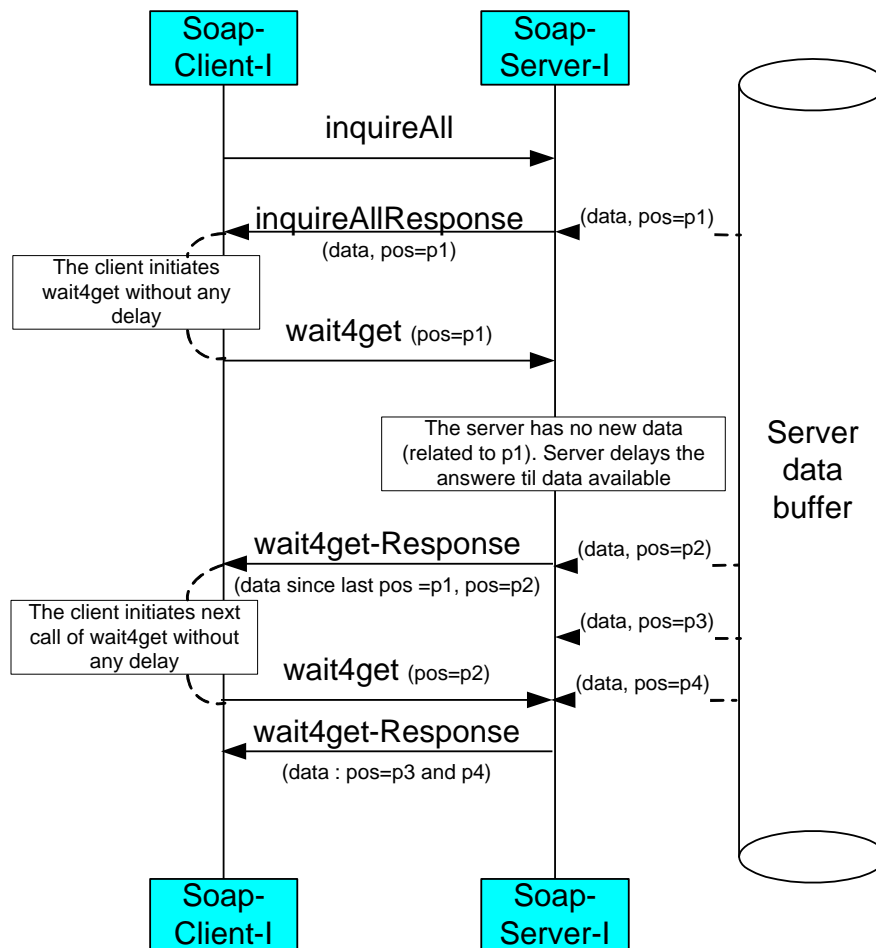 Soap-
Client-I
Soap-
Server-I
inquireAll
inquireAllResponse
(data, pos=p1)
(data, pos=p1)
The client initiates
wait4get without any
delay
wait4get (pos=p1)
The server has no new data
(related to p1). Server delays the
answere til data available
Server
data
buffer
wait4get-Response
(data, pos=p2)
(data since last pos =p1, pos=p2)
The client initiates next
call of wait4get without
any delay
(data, pos=p3)
wait4get (pos=p2)
(data, pos=p4)
wait4get-Response
(data : pos=p3 and p4)
Soap-
Client-I
Soap-
Server-I